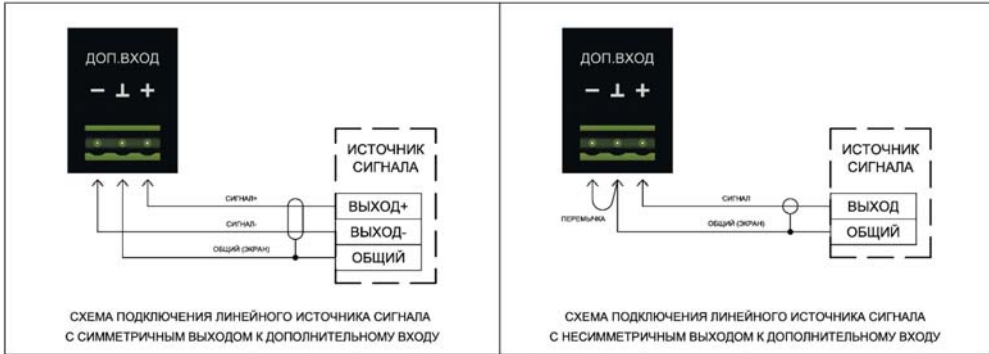 ДОП.ВХОД
− ⊥ +
ИСТОЧНИК
СИГНАЛА
СИГНАЛ+
ВЫХОД+
СИГНАЛ-
ВЫХОД-
ОБЩИЙ (ЭКРАН)
ОБЩИЙ
СХЕМА ПОДКЛЮЧЕНИЯ ЛИНЕЙНОГО ИСТОЧНИКА СИГНАЛА
С СИММЕТРИЧНЫМ ВЫХОДОМ К ДОПОЛНИТЕЛЬНОМУ ВХОДУ
ДОП.ВХОД
− ⊥ +
ИСТОЧНИК
СИГНАЛА
СИГНАЛ
ВЫХОД
ПЕРЕМЫЧКА
ОБЩИЙ (ЭКРАН)
ОБЩИЙ
СХЕМА ПОДКЛЮЧЕНИЯ ЛИНЕЙНОГО ИСТОЧНИКА СИГНАЛА
С НЕСИММЕТРИЧНЫМ ВЫХОДОМ К ДОПОЛНИТЕЛЬНОМУ ВХОДУ